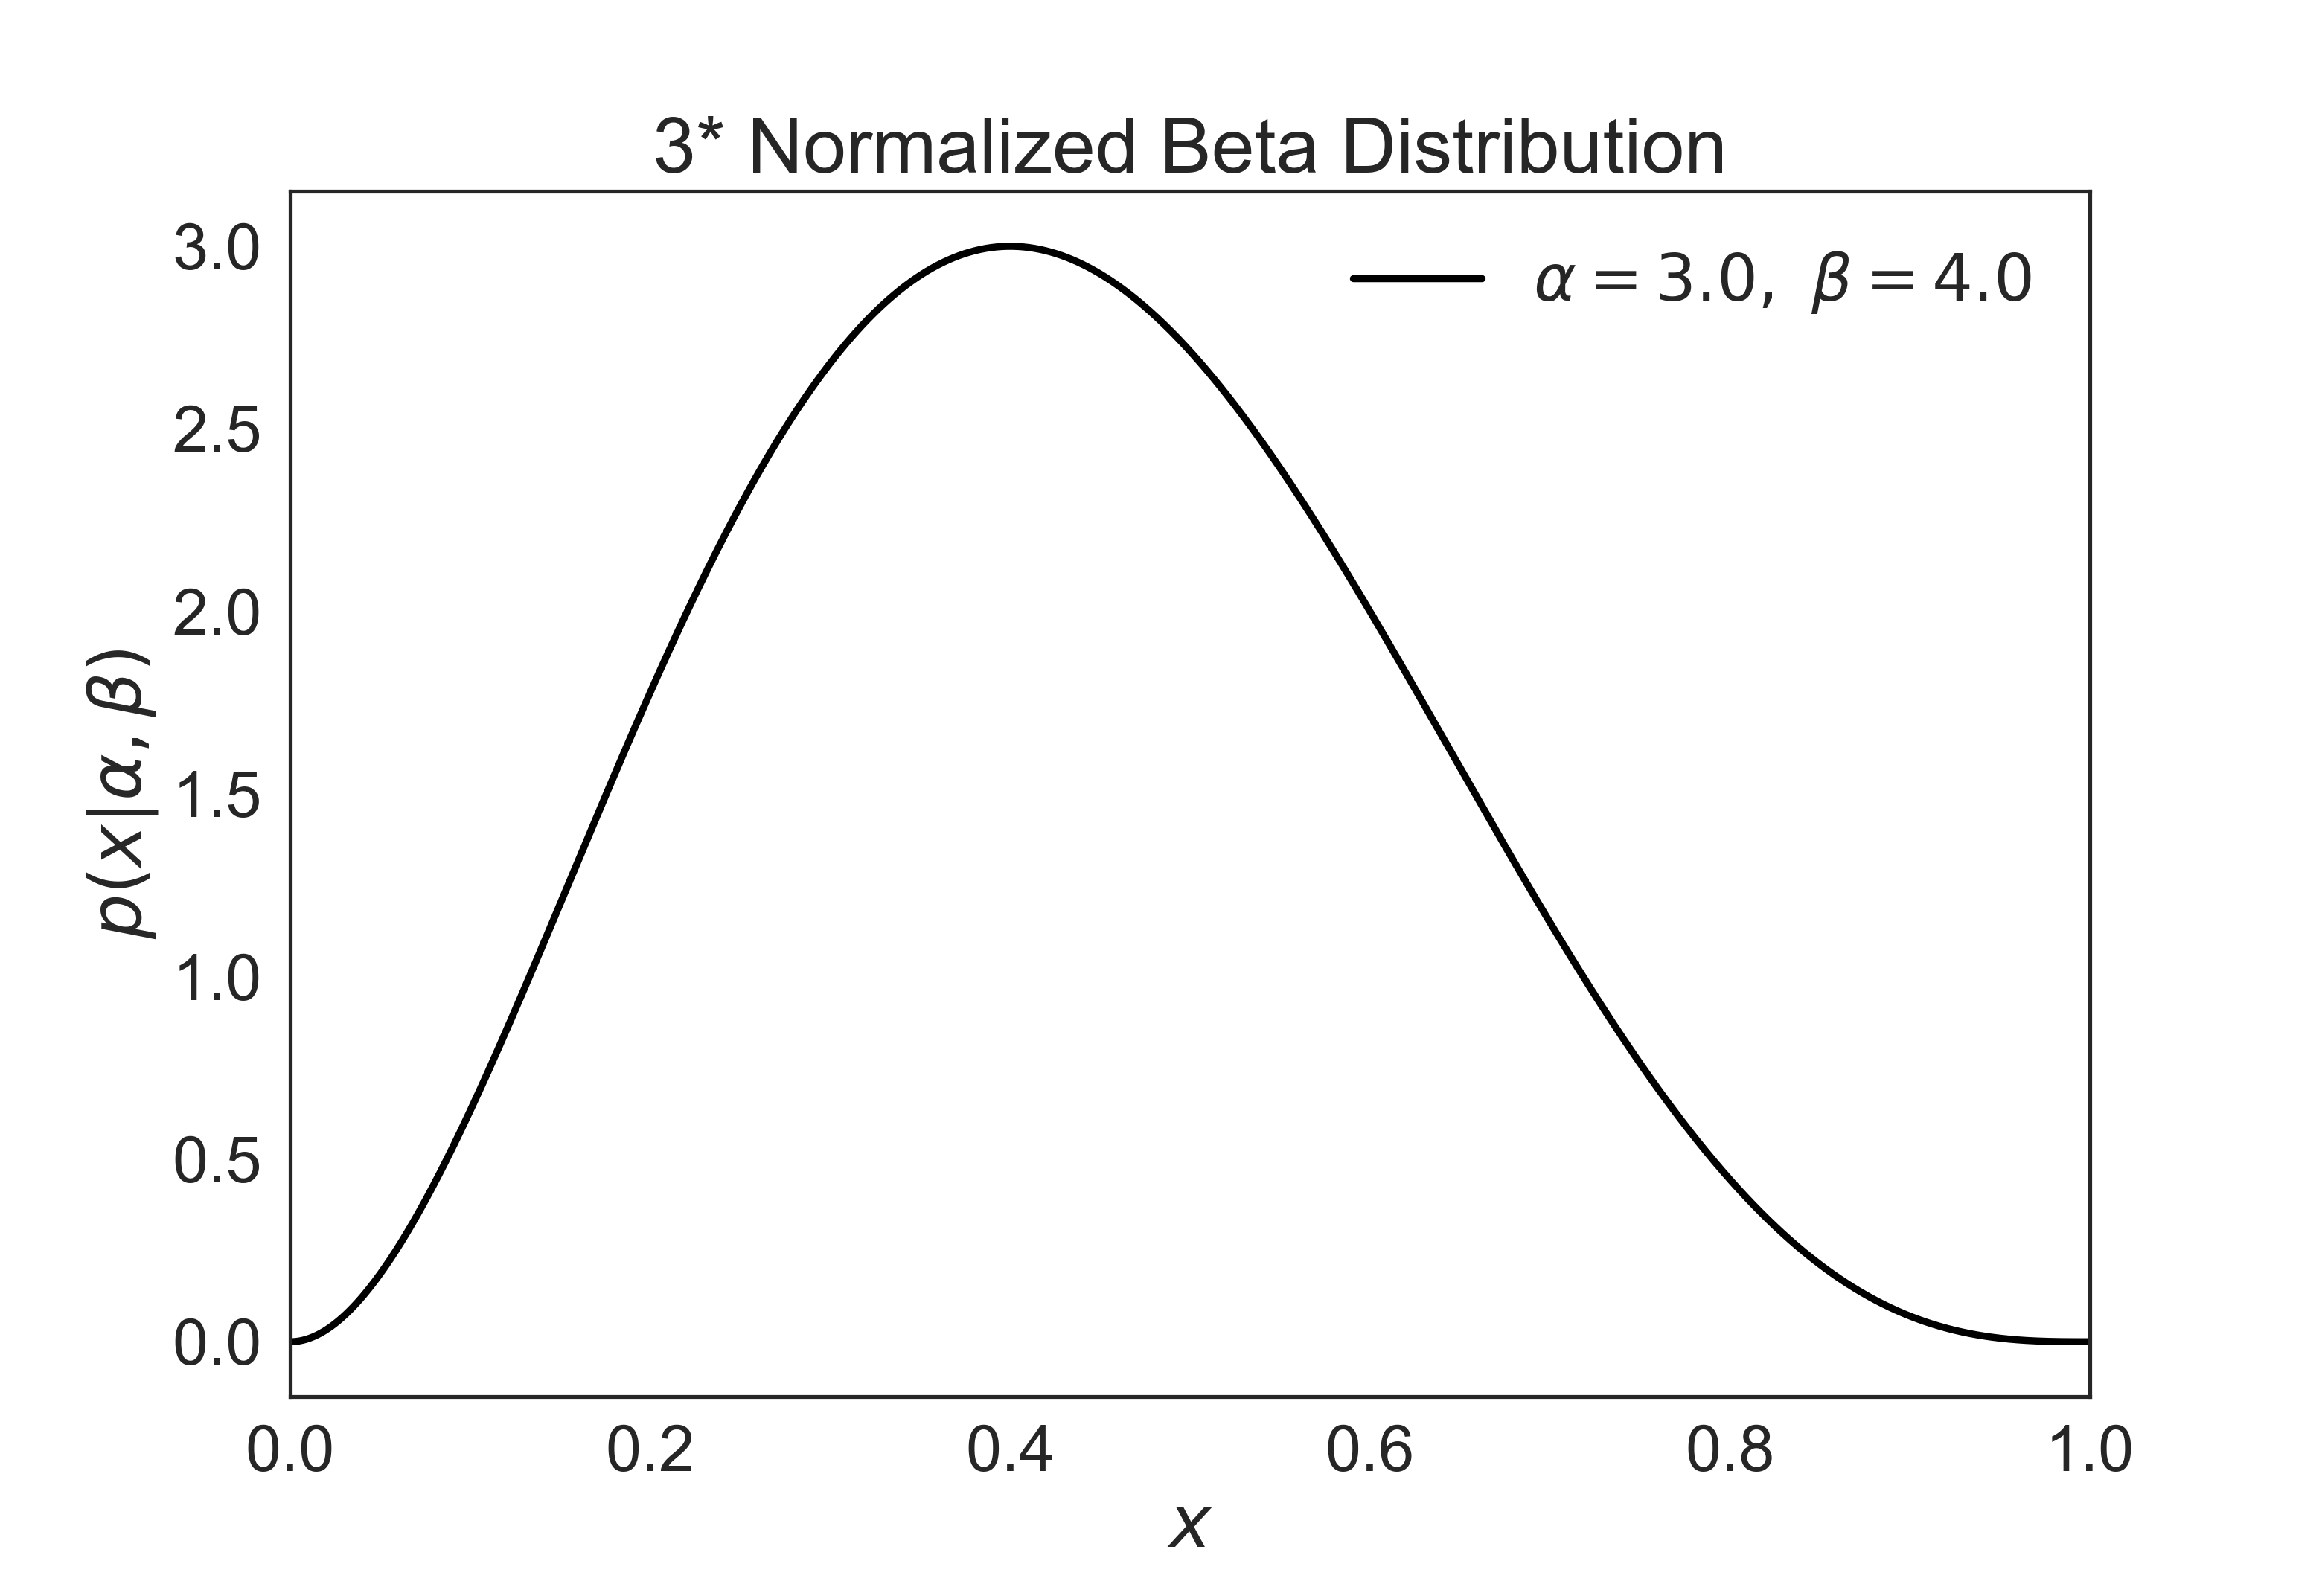 3* Normalized Beta Distribution
α = 3.0, β = 4.0
p(x|α, β)
3.0
2.5
2.0
1.5
1.0
0.5
0.0
0.0 0.2 0.4 0.6 0.8 1.0
x